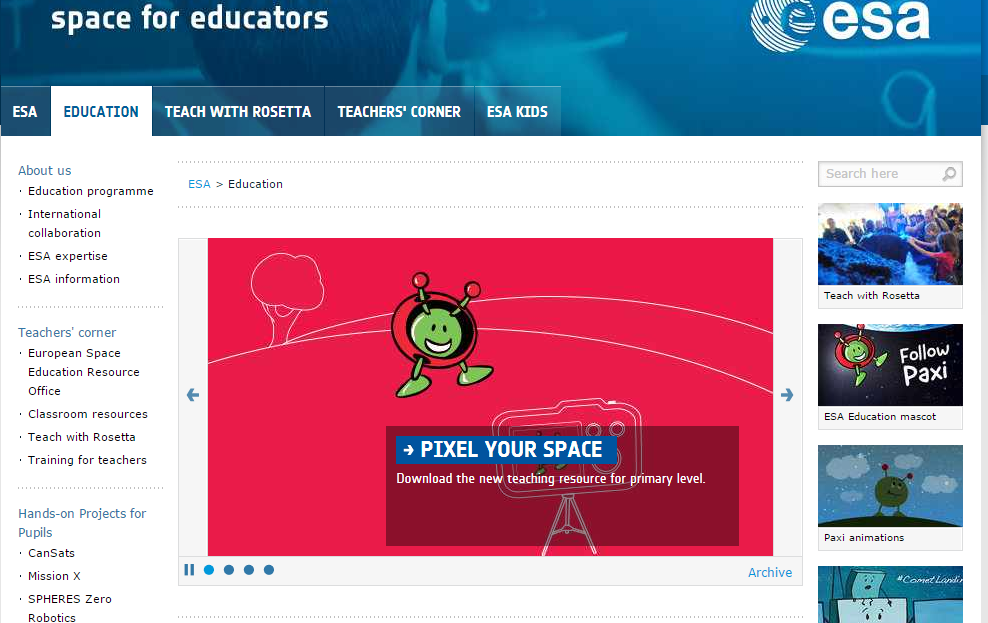 space for educators
esa
ESA
EDUCATION
TEACH WITH ROSETTA
TEACHERS' CORNER
ESA KIDS
About us
· Education programme
· International
collaboration
· ESA expertise
· ESA information
Teachers' corner
· European Space
Education Resource
Office
· Classroom resources
· Teach with Rosetta
· Training for teachers
Hands-on Projects for
Pupils
· CanSats
· Mission X
· SPHERES Zero
Robotics
ESA > Education
PIXEL YOUR SPACE
Download the new teaching resource for primary level.
Archive
Search here
Teach with Rosetta
Follow
Paxi
ESA Education mascot
Paxi animations